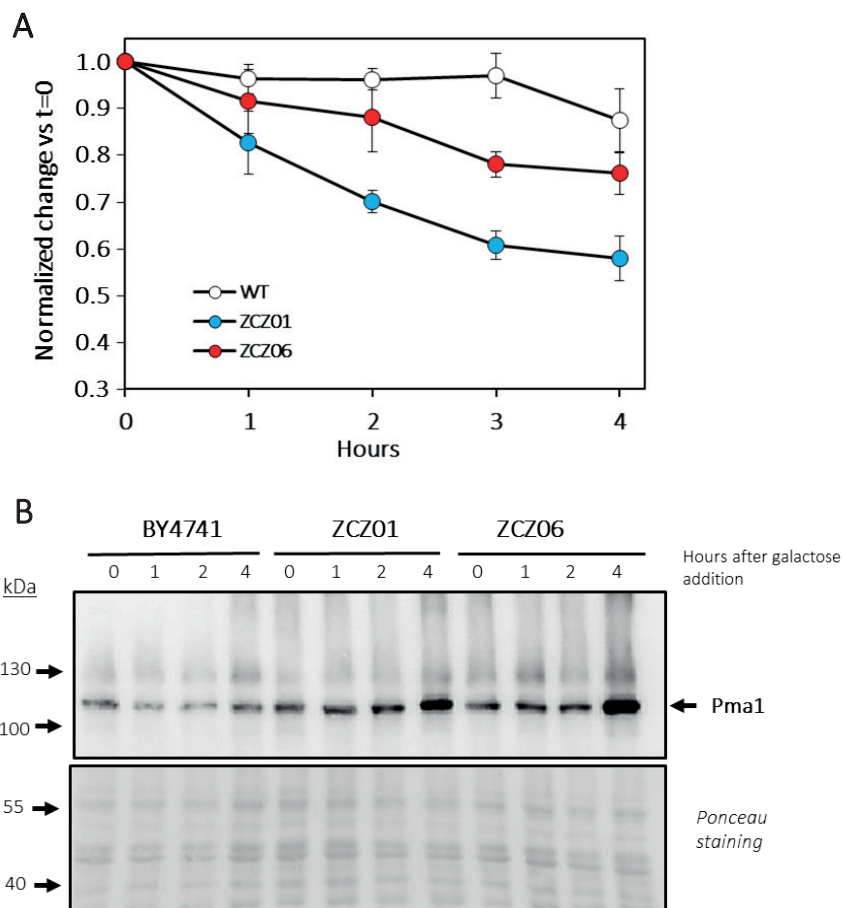 A
Normalized change vs t=0
1.0
0.9
0.8
0.7
0.6
0.5
0.4
0.3
WT
ZCZ01
ZCZ06
0 1 2 3 4
Hours
B
BY4741 ZCZ01 ZCZ06
0 1 2 4 0 1 2 4 0 1 2 4
Hours after galactose
addition
kDa
130
100
Pma1
55
40
Ponceau
staining